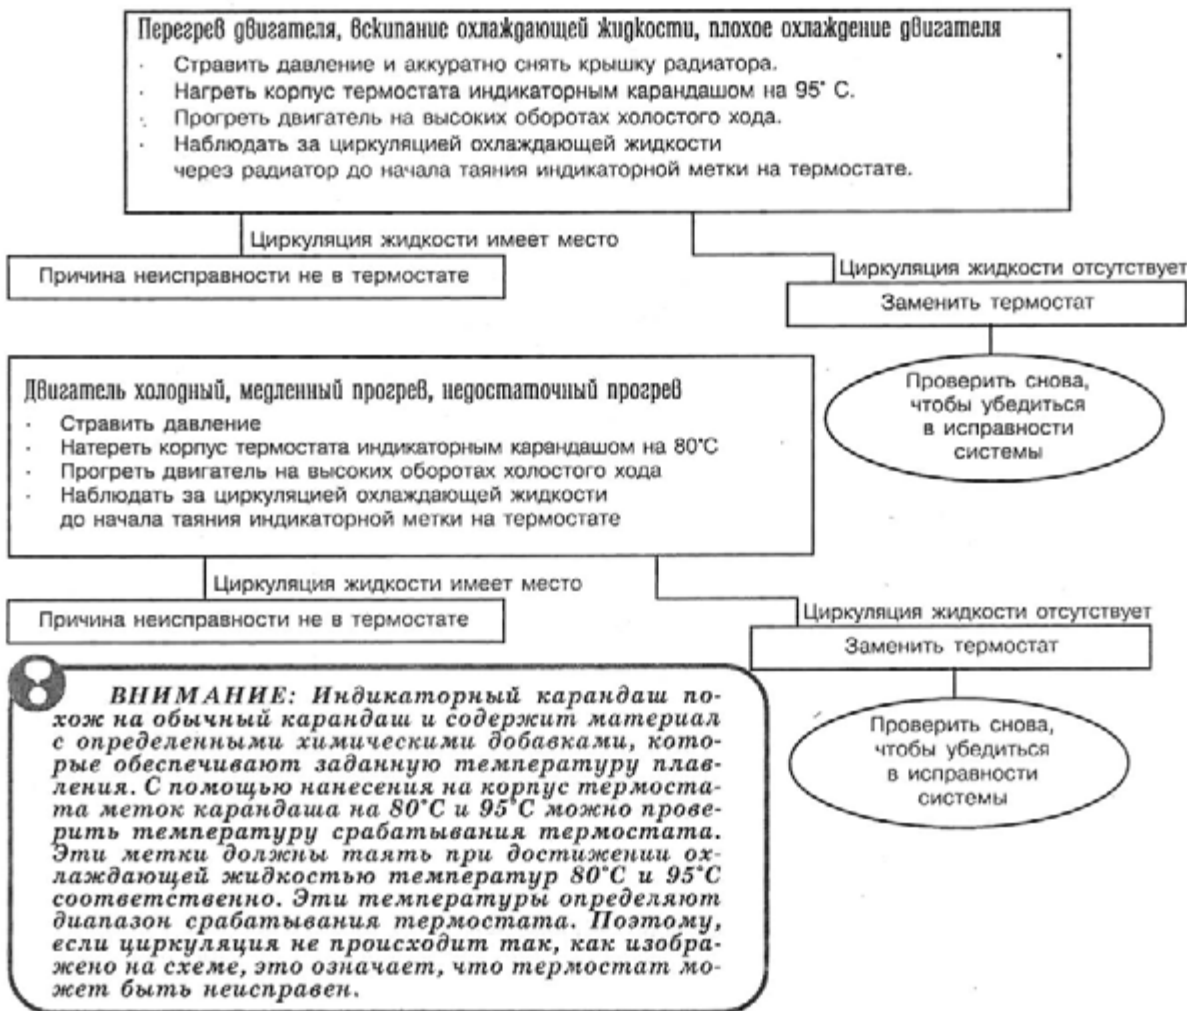 Перегрев двигателя, вскипание охлаждающей жидкости, плохое охлаждение двигателя
· Стравить давление и аккуратно снять крышку радиатора.
· Нагреть корпус термостата индикаторным карандашом на 95° С.
· Прогреть двигатель на высоких оборотах холостого хода.
· Наблюдать за циркуляцией охлаждающей жидкости
через радиатор до начала таяния индикаторной метки на термостате.
Циркуляция жидкости имеет место
Причина неисправности не в термостате
Циркуляция жидкости отсутствует
Заменить термостат
Проверить снова,
чтобы убедиться
в исправности
системы
Двигатель холодный, медленный прогрев, недостаточный прогрев
· Стравить давление
· Натереть корпус термостата индикаторным карандашом на 80°С
· Прогреть двигатель на высоких оборотах холостого хода
· Наблюдать за циркуляцией охлаждающей жидкости
до начала таяния индикаторной метки на термостате
Циркуляция жидкости имеет место
Причина неисправности не в термостате
Циркуляция жидкости отсутствует
Заменить термостат
Проверить снова,
чтобы убедиться
в исправности
системы
ВНИМАНИЕ: Индикаторный карандаш по-
хож на обычный карандаш и содержит материал
с определенными химическими добавками, кото-
рые обеспечивают заданную температуру плав-
ления. С помощью нанесения на корпус термоста-
та меток карандаша на 80°С и 95°С можно прове-
рить температуру срабатывания термостата.
Эти метки должны таять при достижении ох-
лаждающей жидкостью температур 80°С и 95°С
соответственно. Эти температуры определяют
диапазон срабатывания термостата. Поэтому,
если циркуляция не происходит так, как изобра-
жено на схеме, это означает, что термостат мо-
жет быть неисправен.